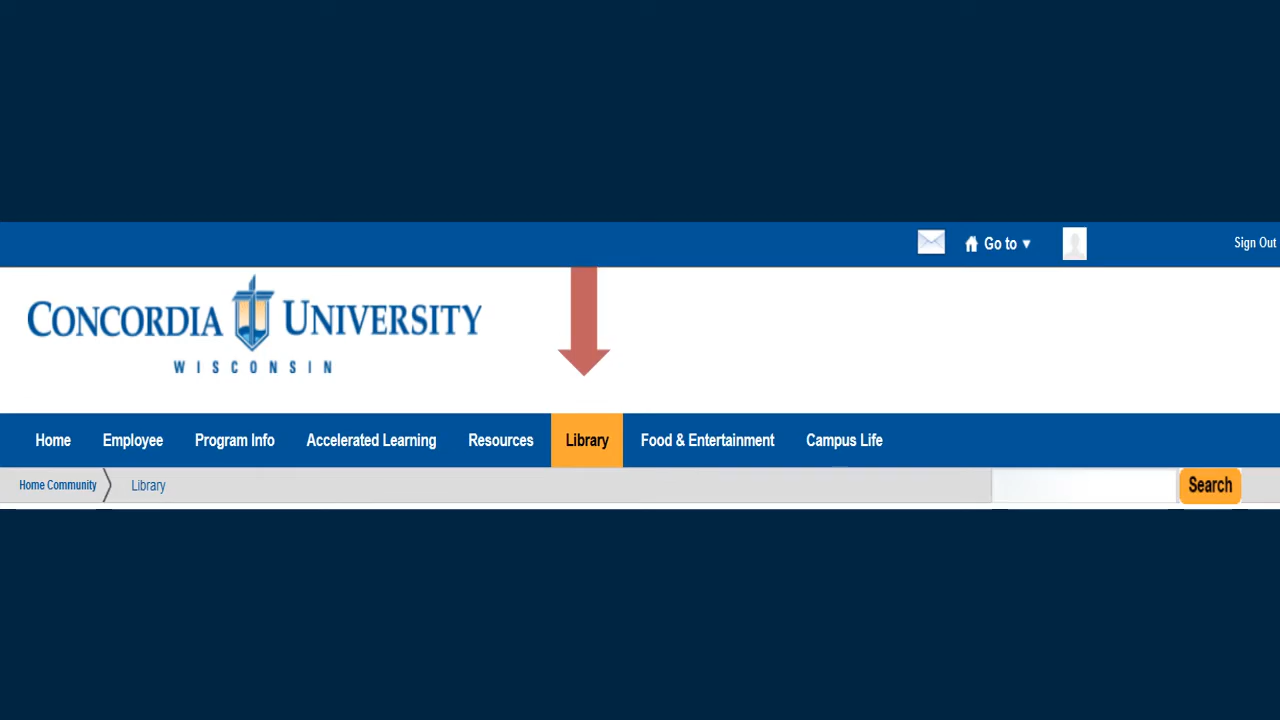 Go to
Sign Out
CONCORDIA UNIVERSITY
WISCONSIN
Home Employee Program Info Accelerated Learning Resources Library Food & Entertainment Campus Life
Home Community Library Search